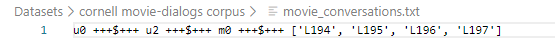 Datasets > cornell movie-dialogs corpus > movie_conversations.txt
1 u0 +++$+++ u2 +++$+++ m0 +++$+++ ['L194', 'L195', 'L196', 'L197']